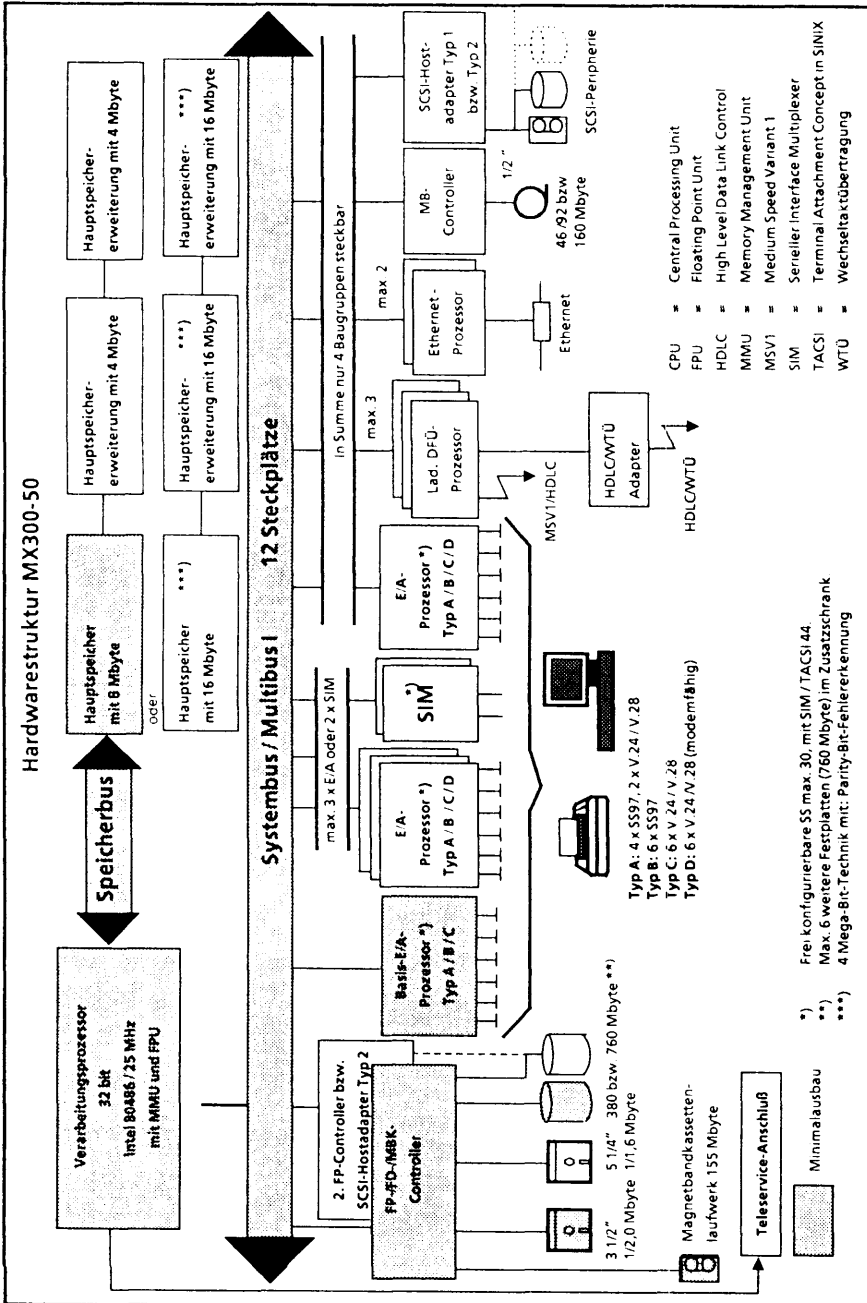 Hardwarestruktur MX300-50
Verarbeitungsprozessor
32 bit
Intel 80486 / 25 MHz
mit MMU und FPU
Speicherbus
Hauptspeicher
mit 8 Mbyte
oder
Hauptspeicher-
erweiterung mit 4 Mbyte
Hauptspeicher-
erweiterung mit 4 Mbyte
Hauptspeicher ***)
mit 16 Mbyte
Hauptspeicher- ***)
erweiterung mit 16 Mbyte
Hauptspeicher- ***)
erweiterung mit 16 Mbyte
Systembus / Multibus I 12 Steckplätze
max. 3 x E/A oder 2 x SIM
In Summe nur 4 Baugruppen steckbar
2. FP-Controller bzw.
SCSI-Hostadapter Typ 2
FP-/FD-/MBK-
Controller
Basis-E/A-
Prozessor *)
Typ A / B / C
E/A-
Prozessor *)
Typ A / B / C / D
*)
SIM
E/A-
Prozessor *)
Typ A / B / C / D
max. 3
Lad. DFÜ-
Prozessor
max 2
Ethernet-
Prozessor
MB-
Controller
SCSI-Host-
adapter Typ 1
bzw. Typ 2
1/2 "
46 /92 bzw
160 Mbyte
SCSI-Peripherie
Ethernet
MSV1/HDLC
HDLC/WTÜ
Adapter
HDLC/WTÜ
3 1/2"
1/2,0 Mbyte
5 1/4"
1/1,6 Mbyte
380 bzw. 760 Mbyte **)
Magnetbandkassetten-
laufwerk 155 Mbyte
Teleservice-Anschluß
Minimalausbau
Typ A: 4 x SS97, 2 x V.24 / V.28
Typ B: 6 x SS97
Typ C: 6 x V.24 / V.28
Typ D: 6 x V.24 /V.28 (modemfähig)
*) Frei konfigurierbare SS max. 30, mit SIM / TACSI 44.
**) Max. 6 weitere Festplatten (760 Mbyte) im Zusatzschrank
***) 4 Mega-Bit-Technik mit: Parity-Bit-Fehlererkennung
CPU = Central Processing Unit
FPU = Floating Point Unit
HDLC = High Level Data Link Control
MMU = Memory Management Unit
MSV1 = Medium Speed Variant 1
SIM = Serieller Interface Multiplexer
TACSI = Terminal Attachment Concept in SINIX
WTÜ = Wechseltaktübertragung